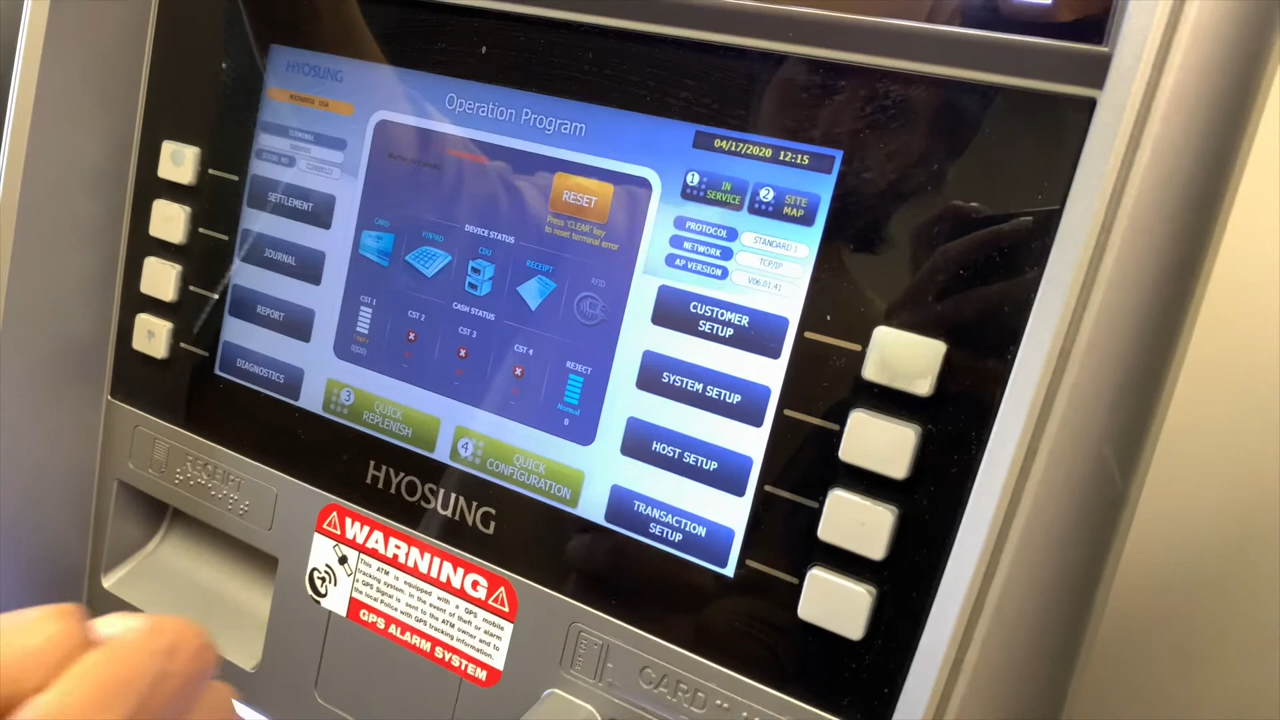 HYOSUNG
Operation Program
04/17/2020 12:15
TERMINAL
SERIAL NO
SETTLEMENT
JOURNAL
REPORT
DIAGNOSTICS
RESET
Press 'CLEAR' key
to reset terminal error
DEVICE STATUS
CARD
PINPAD
CDU
RECEIPT
RFID
CASH STATUS
CST 1
CST 2
CST 3
CST 4
REJECT
Normal
0
1 IN
SERVICE
2 SITE
MAP
PROTOCOL STANDARD 1
NETWORK TCP/IP
AP VERSION V06.01.41
CUSTOMER
SETUP
SYSTEM SETUP
HOST SETUP
TRANSACTION
SETUP
3 QUICK
REPLENISH
4 QUICK
CONFIGURATION
HYOSUNG
RECEIPT
WARNING
This ATM is equipped with a GPS mobile
tracking system. In the event of theft or alarm
a GPS Signal is sent to the ATM owner and to
the local Police with GPS tracking information.
GPS ALARM SYSTEM
CARD